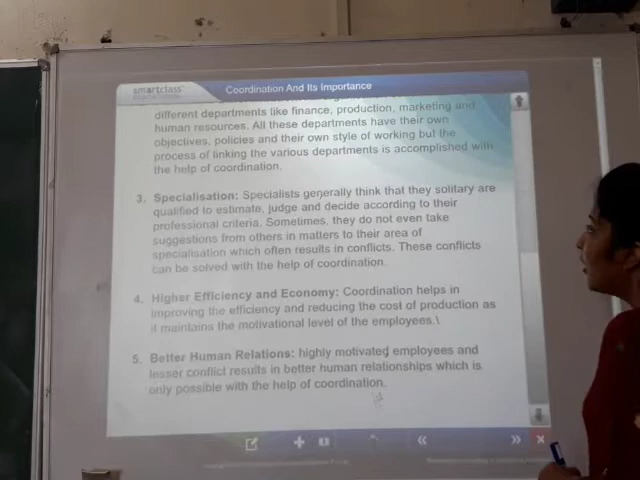 smartclass
Coordination And Its Importance
different departments like finance, production, marketing and
human resources. All these departments have their own
objectives, policies and their own style of working but the
process of linking the various departments is accomplished with
the help of coordination.
3. Specialisation: Specialists generally think that they solitary are
qualified to estimate, judge and decide according to their
professional criteria. Sometimes, they do not even take
suggestions from others in matters to their area of
specialisation which often results in conflicts. These conflicts
can be solved with the help of coordination.
4. Higher Efficiency and Economy: Coordination helps in
improving the efficiency and reducing the cost of production as
it maintains the motivational level of the employees.\
5. Better Human Relations: highly motivated employees and
lesser conflict results in better human relationships which is
only possible with the help of coordination.